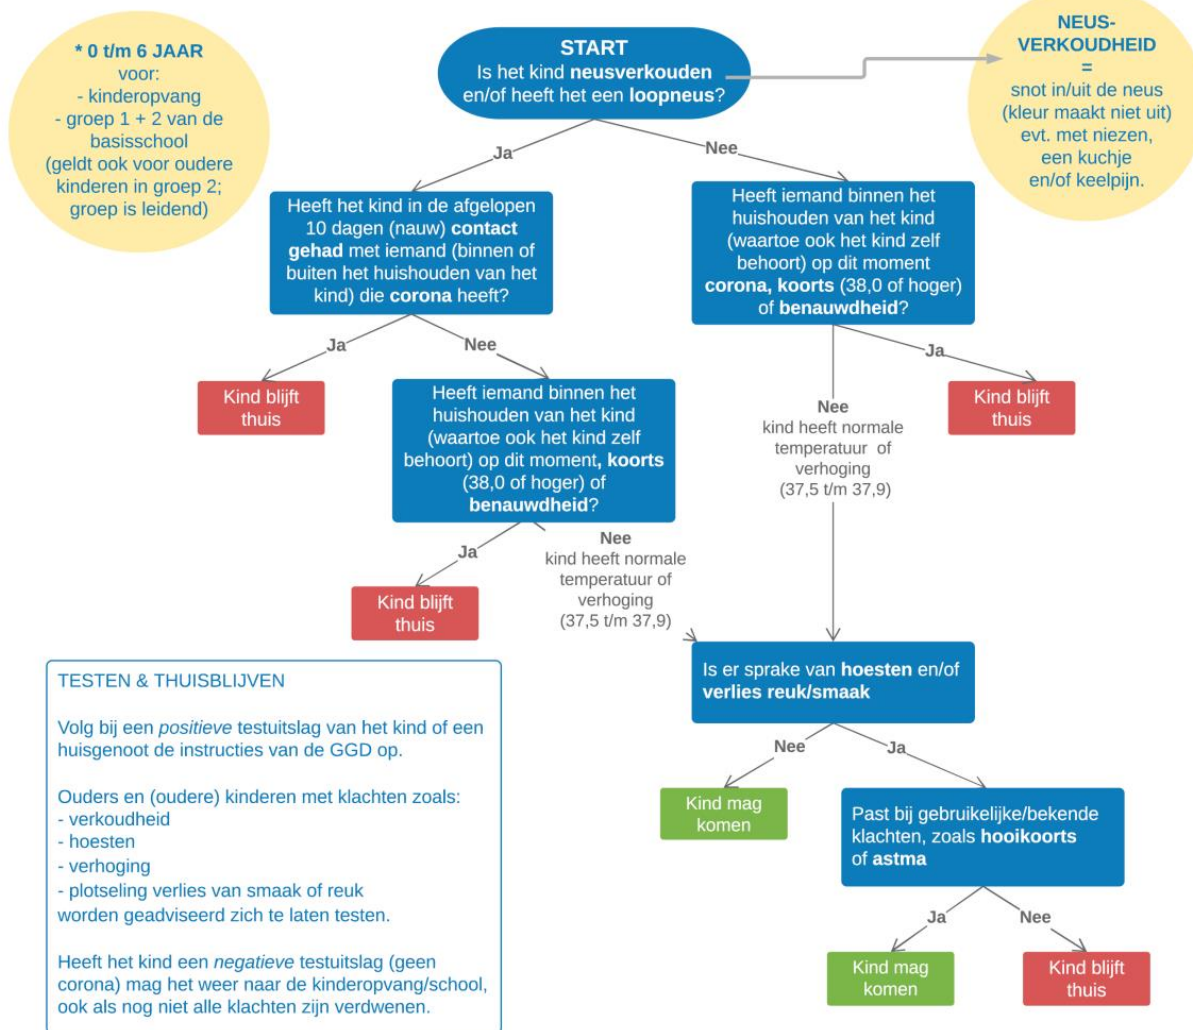 * 0 t/m 6 JAAR
voor:
- kinderopvang
- groep 1 + 2 van de
basisschool
(geldt ook voor oudere
kinderen in groep 2;
groep is leidend)
START
Is het kind neusverkouden
en/of heeft het een loopneus?
NEUS-
VERKOUDHEID
=
snot in/uit de neus
(kleur maakt niet uit)
evt. met niezen,
een kuchje
en/of keelpijn.
Ja
Nee
Heeft het kind in de afgelopen
10 dagen (nauw) contact
gehad met iemand (binnen of
buiten het huishouden van het
kind) die corona heeft?
Heeft iemand binnen het
huishouden van het kind
(waartoe ook het kind zelf
behoort) op dit moment
corona, koorts (38,0 of hoger)
of benauwdheid?
Ja
Nee
Ja
Kind blijft
thuis
Heeft iemand binnen het
huishouden van het kind
(waartoe ook het kind zelf
behoort) op dit moment, koorts
(38,0 of hoger) of
benauwdheid?
Nee
kind heeft normale
temperatuur of
verhoging
(37,5 t/m 37,9)
Kind blijft
thuis
Ja
Nee
kind heeft normale
temperatuur of
verhoging
(37,5 t/m 37,9)
Kind blijft
thuis
Is er sprake van hoesten en/of
verlies reuk/smaak
Nee
Ja
Kind mag
komen
Past bij gebruikelijke/bekende
klachten, zoals hooikoorts
of astma
Ja
Nee
Kind mag
komen
Kind blijft
thuis
TESTEN & THUISBLIJVEN
Volg bij een positieve testuitslag van het kind of een
huisgenoot de instructies van de GGD op.
Ouders en (oudere) kinderen met klachten zoals:
- verkoudheid
- hoesten
- verhoging
- plotseling verlies van smaak of reuk
worden geadviseerd zich te laten testen.
Heeft het kind een negatieve testuitslag (geen
corona) mag het weer naar de kinderopvang/school,
ook als nog niet alle klachten zijn verdwenen.